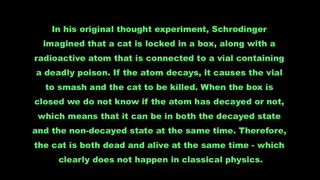 In his original thought experiment, Schrodinger
imagined that a cat is locked in a box, along with a
radioactive atom that is connected to a vial containing
a deadly poison. If the atom decays, it causes the vial
to smash and the cat to be killed. When the box is
closed we do not know if the atom has decayed or not,
which means that it can be in both the decayed state
and the non-decayed state at the same time. Therefore,
the cat is both dead and alive at the same time - which
clearly does not happen in classical physics.